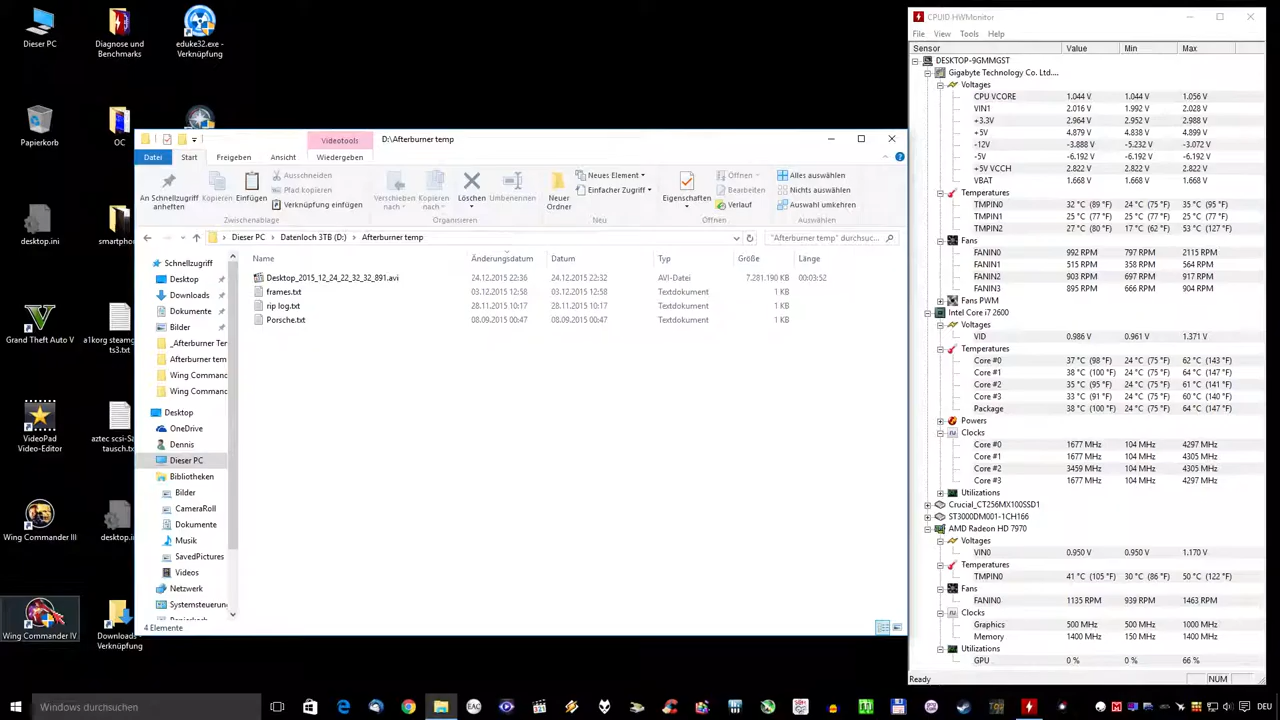 Dieser PC
Diagnose und
Benchmarks
eduke32.exe -
Verknüpfung
Papierkorb
OC
desktop.ini
smartphon
Grand Theft Auto V
a1korg steamg
ts3.txt
VideoPad
Video-Editor
aztec scsi-Sa
tausch.txt
Wing Commander III
desktop.ini
Wing Commander IV
Downloads -
Verknüpfung
Videotools
D:\Afterburner temp
Datei
Start
Freigeben
Ansicht
Wiedergeben
An Schnellzugriff
anheften
Kopieren
Einfügen
Ausschneiden
Pfad kopieren
Verknüpfung einfügen
Zwischenablage
Verschieben
nach
Kopieren
nach
Löschen
Umbenennen
Organisieren
Neuer
Ordner
Neues Element
Einfacher Zugriff
Neu
Eigenschaften
Öffnen
Bearbeiten
Verlauf
Öffnen
Alles auswählen
Nichts auswählen
Auswahl umkehren
Auswählen
Dieser PC > Datenloch 3TB (D:) > Afterburner temp
"Afterburner temp" durchsuc...
Name Änderungsdatum Datum Typ Größe Länge
Desktop_2015_12_24_22_32_32_891.avi 24.12.2015 22:36 24.12.2015 22:32 AVI-Datei 7.281.190 KB 00:03:52
frames.txt 03.12.2015 12:58 03.12.2015 12:58 Textdokument 1 KB
rip log.txt 28.11.2015 10:17 28.11.2015 10:17 Textdokument 1 KB
Porsche.txt 08.09.2015 00:47 08.09.2015 00:47 Textdokument 1 KB
Schnellzugriff
Desktop
Downloads
Dokumente
Bilder
_Afterburner Ten
Afterburner tem
Wing Command
Wing Command
Desktop
OneDrive
Dennis
Dieser PC
Bibliotheken
Bilder
CameraRoll
Dokumente
Musik
SavedPictures
Videos
Netzwerk
Systemsteuerung
Papierkorb
4 Elemente
CPUID HWMonitor
File View Tools Help
Sensor Value Min Max
DESKTOP-9GMMGST
Gigabyte Technology Co. Ltd....
Voltages
CPU VCORE 1.044 V 1.044 V 1.056 V
VIN1 2.016 V 1.992 V 2.028 V
+3.3V 2.964 V 2.952 V 2.988 V
+5V 4.879 V 4.838 V 4.899 V
-12V -3.888 V -5.232 V -3.072 V
-5V -6.192 V -6.192 V -6.192 V
+5V VCCH 2.822 V 2.822 V 2.822 V
VBAT 1.668 V 1.668 V 1.668 V
Temperatures
TMPIN0 32 °C (89 °F) 24 °C (75 °F) 35 °C (95 °F)
TMPIN1 25 °C (77 °F) 24 °C (75 °F) 25 °C (77 °F)
TMPIN2 27 °C (80 °F) 17 °C (62 °F) 53 °C (127 °F)
Fans
FANIN0 992 RPM 797 RPM 2115 RPM
FANIN1 515 RPM 358 RPM 564 RPM
FANIN2 903 RPM 697 RPM 917 RPM
FANIN3 895 RPM 666 RPM 904 RPM
Fans PWM
Intel Core i7 2600
Voltages
VID 0.986 V 0.961 V 1.371 V
Temperatures
Core #0 37 °C (98 °F) 24 °C (75 °F) 62 °C (143 °F)
Core #1 38 °C (100 °F) 24 °C (75 °F) 64 °C (147 °F)
Core #2 35 °C (95 °F) 24 °C (75 °F) 61 °C (141 °F)
Core #3 33 °C (91 °F) 24 °C (75 °F) 60 °C (140 °F)
Package 38 °C (100 °F) 24 °C (75 °F) 64 °C (147 °F)
Powers
Clocks
Core #0 1677 MHz 104 MHz 4297 MHz
Core #1 1677 MHz 104 MHz 4305 MHz
Core #2 3459 MHz 104 MHz 4305 MHz
Core #3 1677 MHz 104 MHz 4297 MHz
Utilizations
Crucial_CT256MX100SSD1
ST3000DM001-1CH166
AMD Radeon HD 7970
Voltages
VIN0 0.950 V 0.950 V 1.170 V
Temperatures
TMPIN0 41 °C (105 °F) 30 °C (86 °F) 50 °C (122 °F)
Fans
FANIN0 1135 RPM 939 RPM 1463 RPM
Clocks
Graphics 500 MHz 500 MHz 1000 MHz
Memory 1400 MHz 150 MHz 1400 MHz
Utilizations
GPU 0 % 0 % 66 %
Ready
NUM
Windows durchsuchen
EAC
DEU